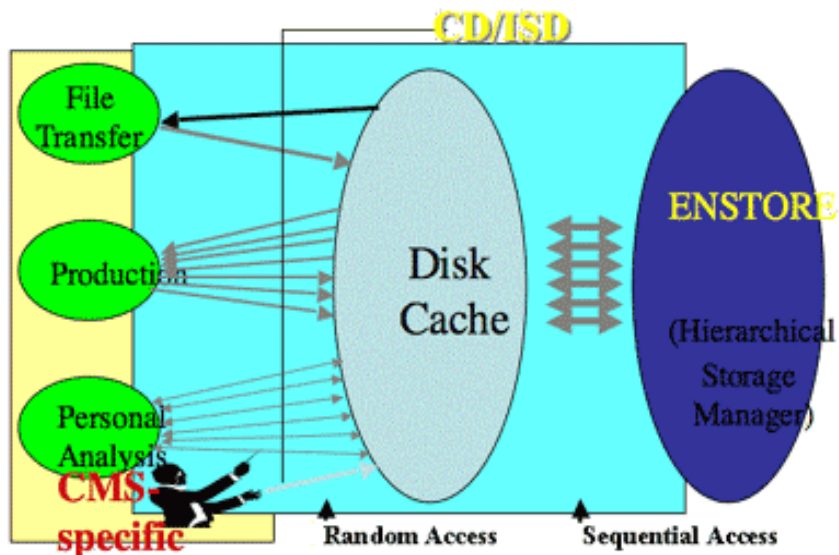 CD/ISD
File
Transfer
ENSTORE
Production
Disk
Cache
(Hierarchical
Storage
Manager)
Personal
Analysis
CMS-
specific
Random Access
Sequential Access